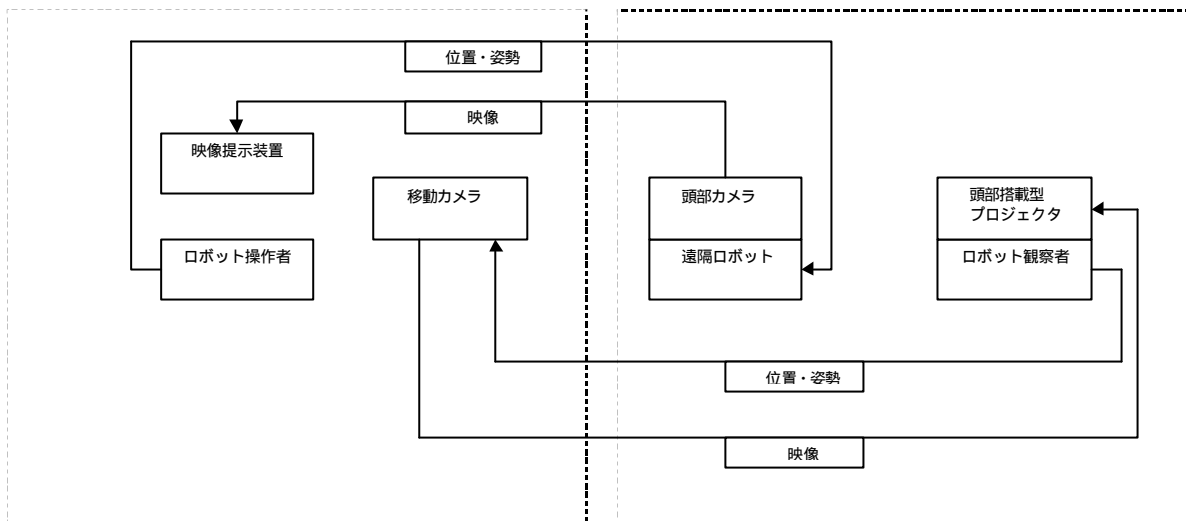 位置・姿勢
映像
映像提示装置
移動カメラ
頭部カメラ
頭部搭載型
プロジェクタ
ロボット操作者
遠隔ロボット
ロボット観察者
位置・姿勢
映像